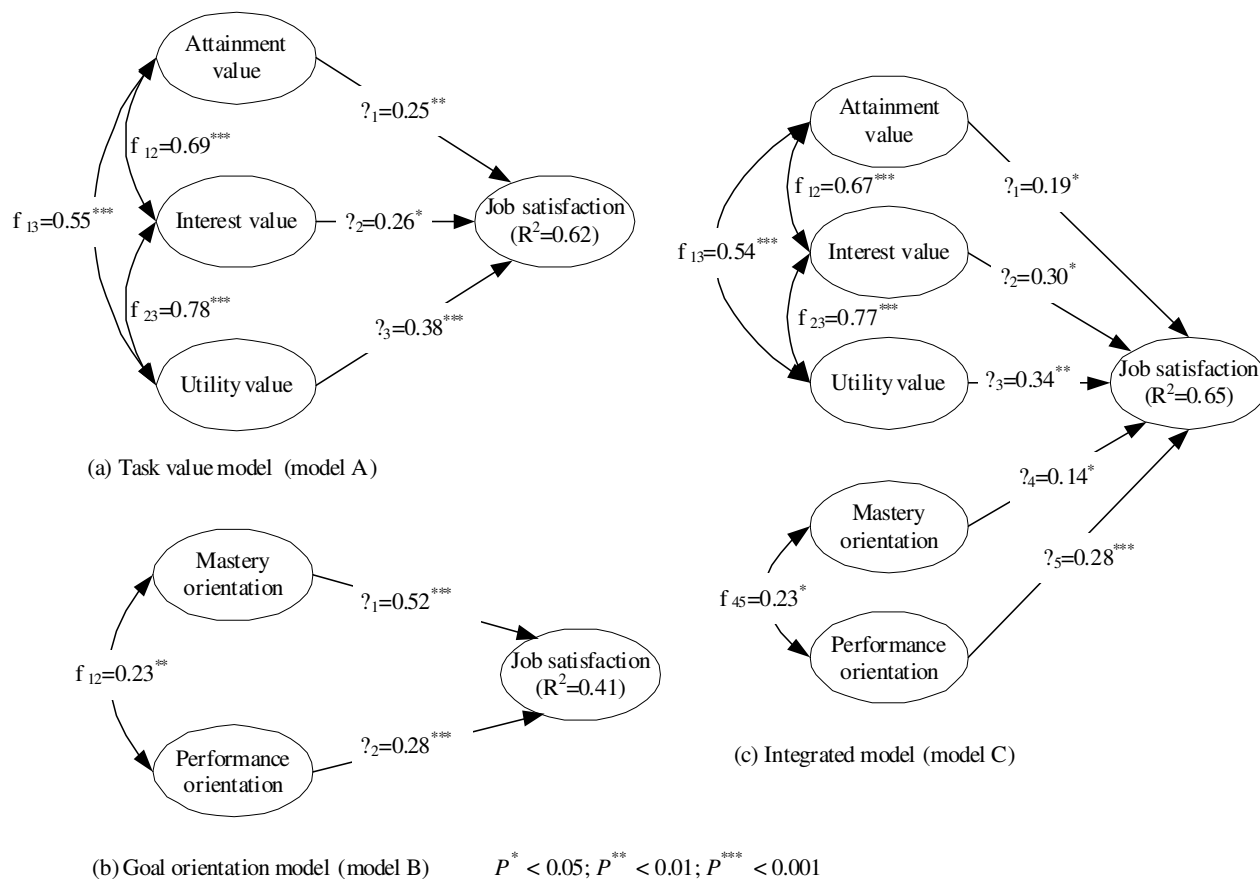 Attainment
value
?₁=0.25**
f ₁₂=0.69***
f ₁₃=0.55***
Interest value
?₂=0.26*
Job satisfaction
(R²=0.62)
f ₂₃=0.78***
?₃=0.38***
Utility value
(a) Task value model (model A)
Mastery
orientation
?₁=0.52***
f ₁₂=0.23**
Job satisfaction
(R²=0.41)
?₂=0.28***
Performance
orientation
(b) Goal orientation model (model B)
Attainment
value
?₁=0.19*
f ₁₂=0.67***
f ₁₃=0.54***
Interest value
?₂=0.30*
f ₂₃=0.77***
Utility value
?₃=0.34**
Job satisfaction
(R²=0.65)
?₄=0.14*
Mastery
orientation
?₅=0.28***
f ₄₅=0.23*
Performance
orientation
(c) Integrated model (model C)
P* < 0.05; P** < 0.01; P*** < 0.001